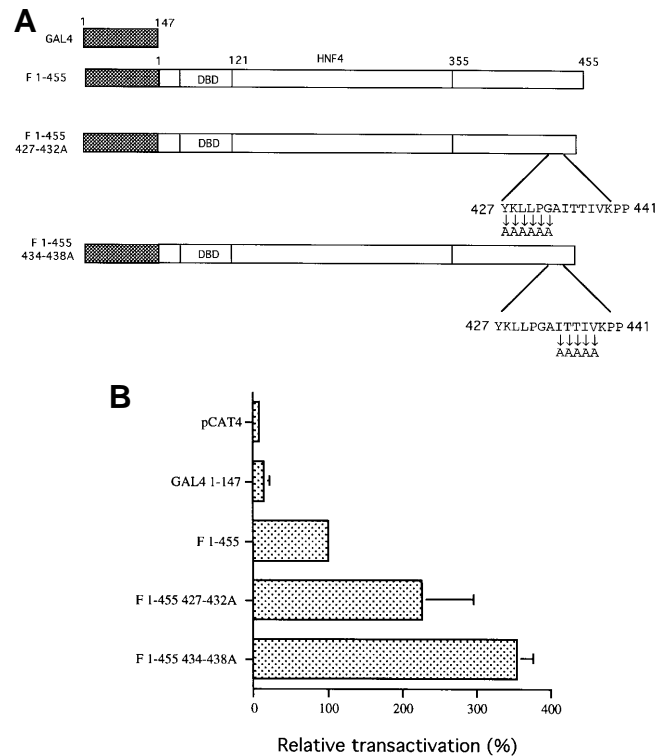 A
1 147
GAL4
1 121 HNF4 355 455
F 1-455
DBD
F 1-455
427-432A
DBD
427 YKLLPGAITTIVKPP 441
↓↓↓↓↓↓
AAAAAA
F 1-455
434-438A
DBD
427 YKLLPGAITTIVKPP 441
↓↓↓↓↓
AAAAA
B
pCAT4
GAL4 1-147
F 1-455
F 1-455 427-432A
F 1-455 434-438A
0 100 200 300 400
Relative transactivation (%)